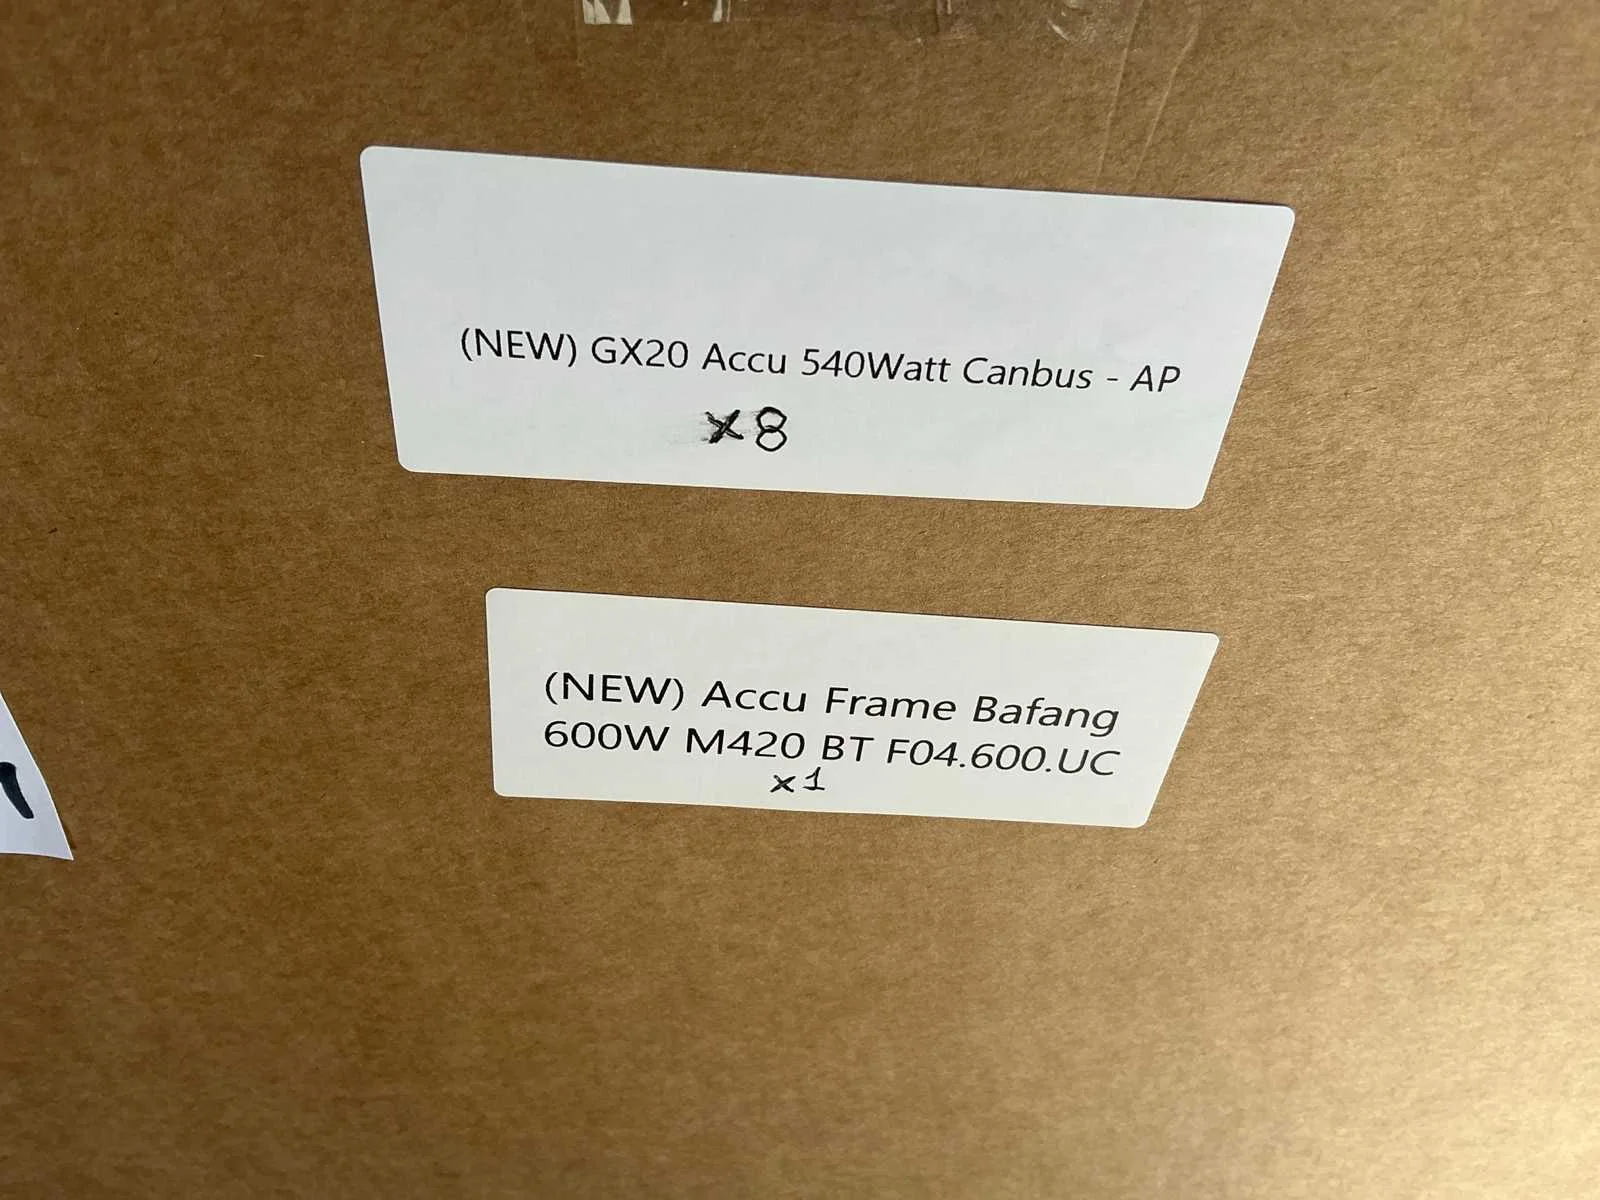 (NEW) GX20 Accu 540Watt Canbus - AP
x8
(NEW) Accu Frame Bafang
600W M420 BT F04.600.UC
x1